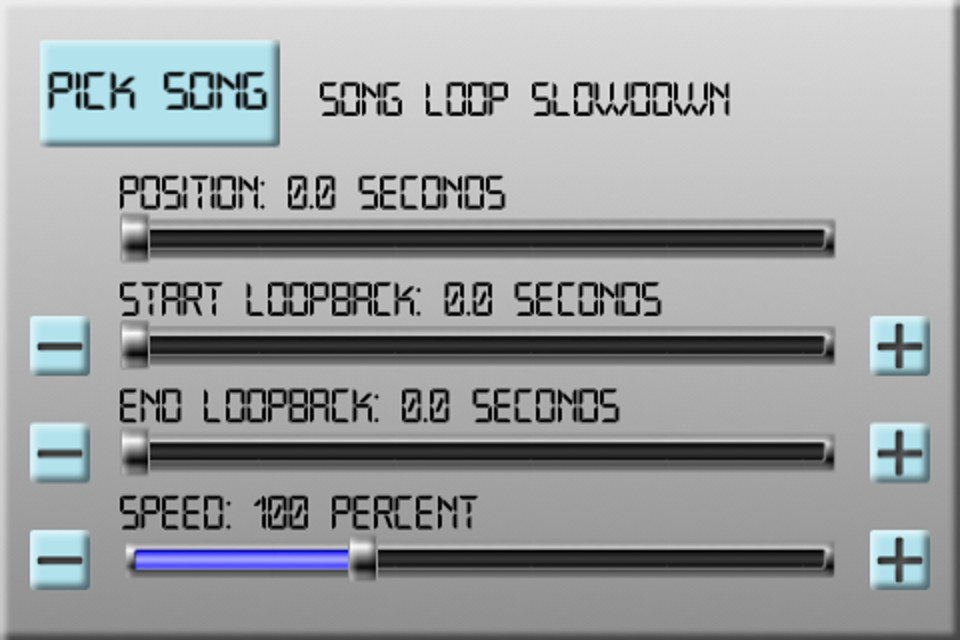 PICK SONG
SONG LOOP SLOWDOWN
POSITION: 0.0 SECONDS
START LOOPBACK: 0.0 SECONDS
− +
END LOOPBACK: 0.0 SECONDS
− +
SPEED: 100 PERCENT
− +